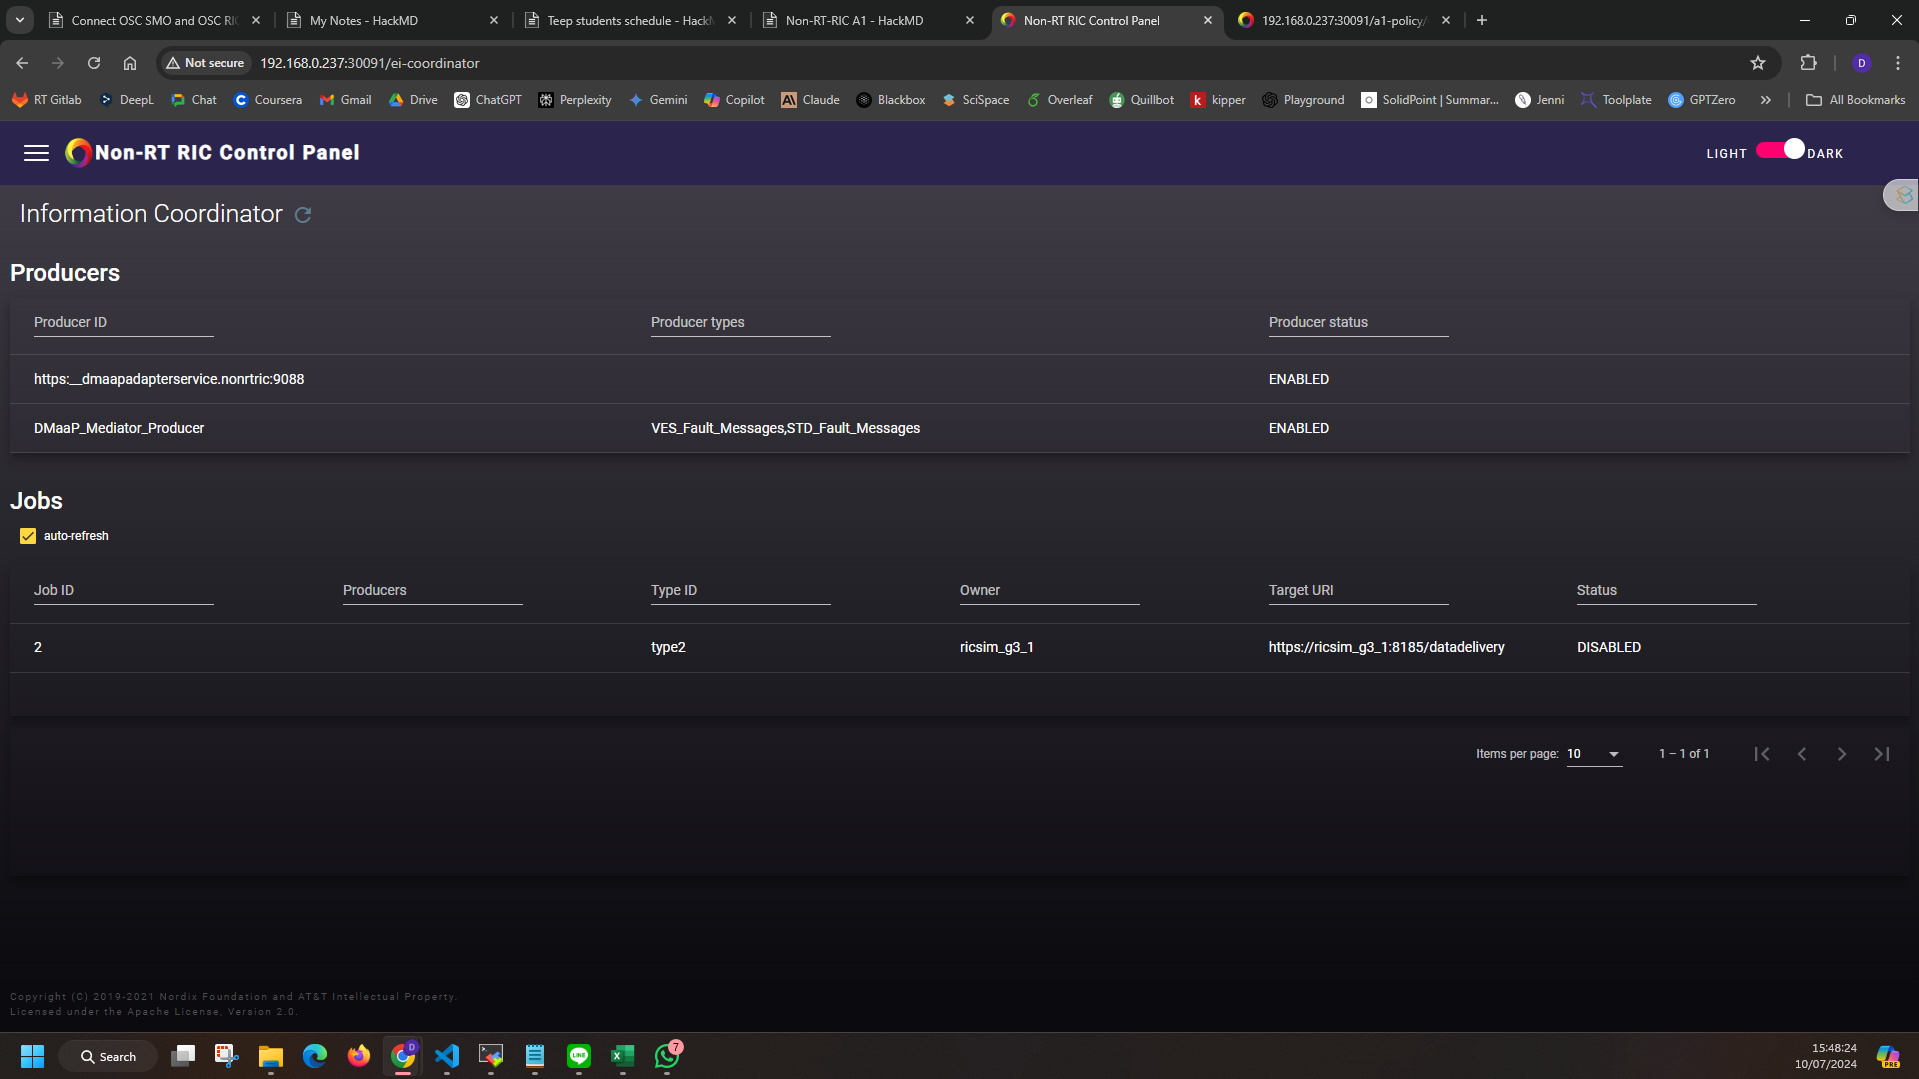 Connect OSC SMO and OSC RI
My Notes - HackMD
Teep students schedule - HackM
Non-RT-RIC A1 - HackMD
Non-RT RIC Control Panel
192.168.0.237:30091/a1-policy/
Not secure 192.168.0.237:30091/ei-coordinator
D
RT Gitlab DeepL Chat Coursera Gmail Drive ChatGPT Perplexity Gemini Copilot Claude Blackbox SciSpace Overleaf Quillbot kipper Playground SolidPoint | Summar... Jenni Toolplate GPTZero All Bookmarks
Non-RT RIC Control Panel
LIGHT DARK
Information Coordinator
Producers
Producer ID Producer types Producer status
https:__dmaapadapterservice.nonrtric:9088 ENABLED
DMaaP_Mediator_Producer VES_Fault_Messages,STD_Fault_Messages ENABLED
Jobs
auto-refresh
Job ID Producers Type ID Owner Target URI Status
2 type2 ricsim_g3_1 https://ricsim_g3_1:8185/datadelivery DISABLED
Items per page: 10 1 – 1 of 1
Copyright (C) 2019-2021 Nordix Foundation and AT&T Intellectual Property.
Licensed under the Apache License, Version 2.0.
Search
D
LINE
7
15:48:24
10/07/2024
PRE